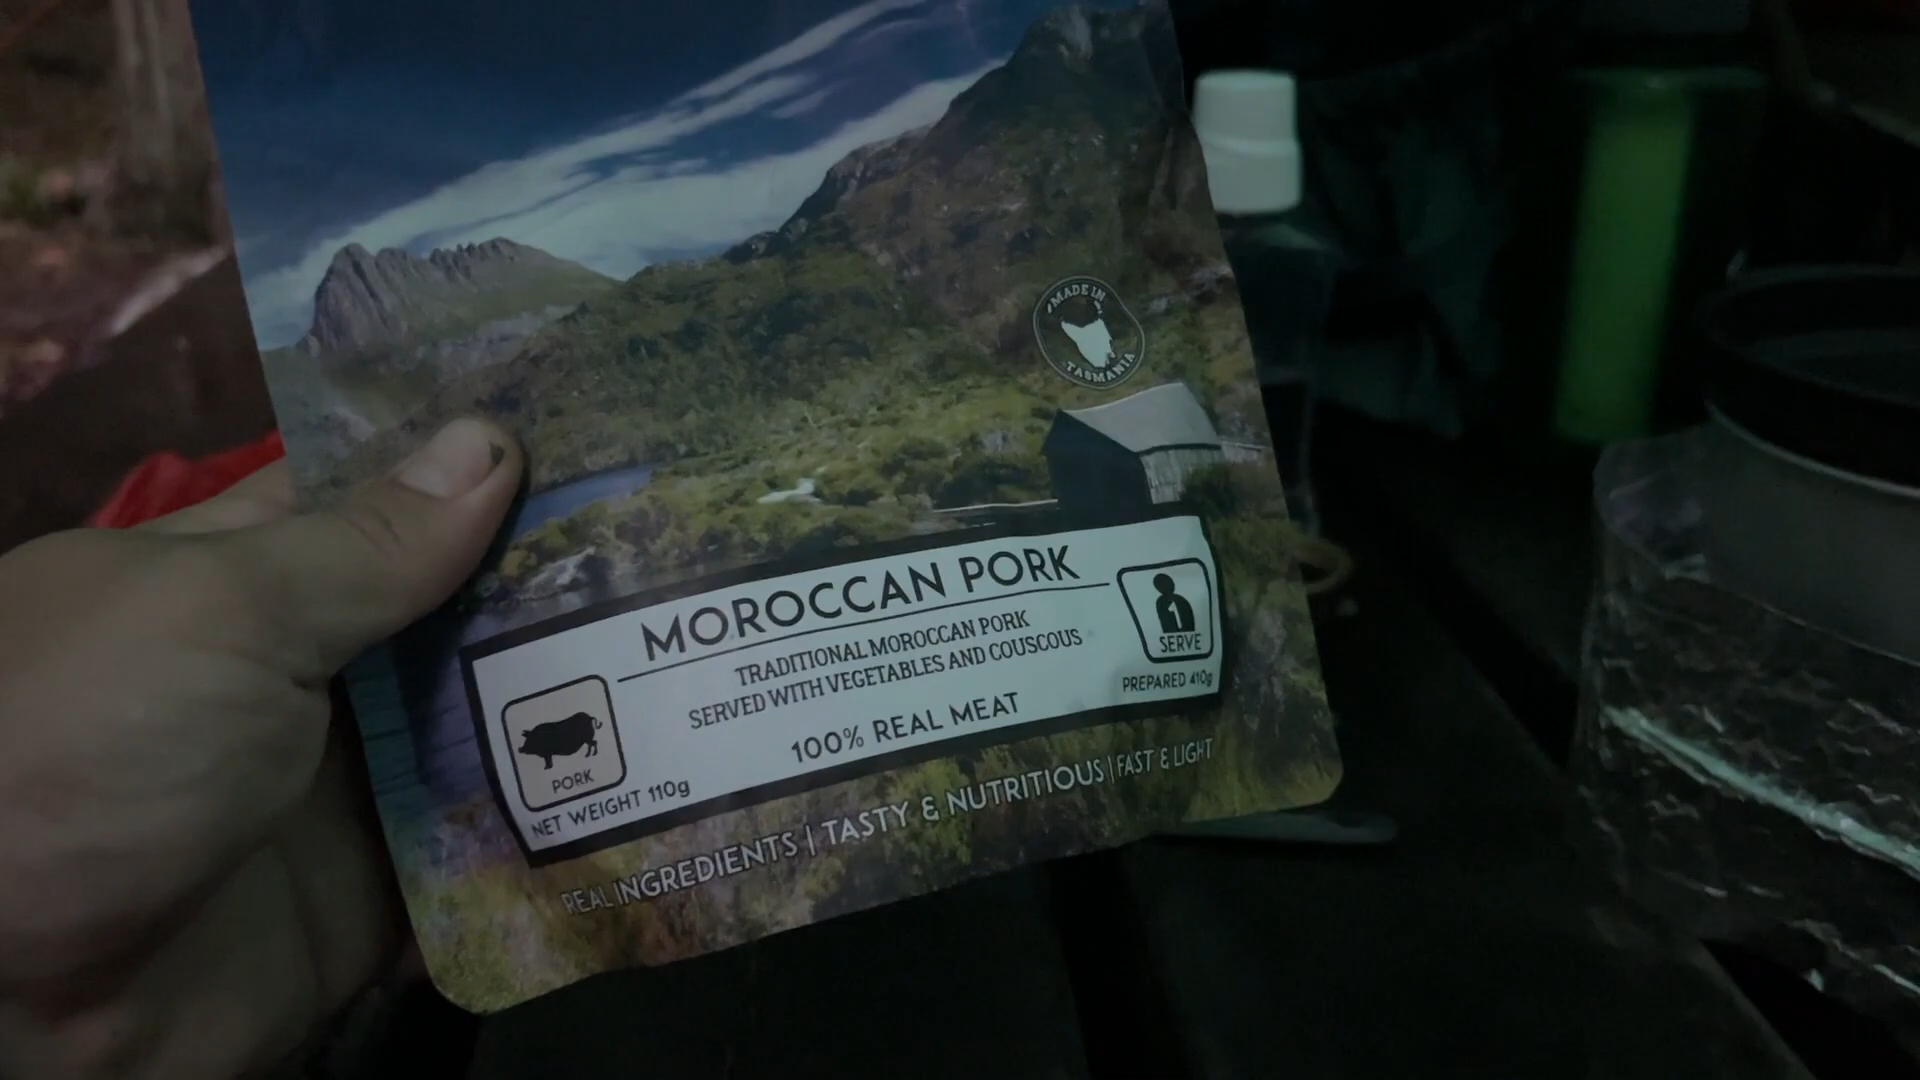 MADE IN
TASMANIA
MOROCCAN PORK
TRADITIONAL MOROCCAN PORK
SERVED WITH VEGETABLES AND COUSCOUS
100% REAL MEAT
1
SERVE
PREPARED 410g
PORK
NET WEIGHT 110g
REAL INGREDIENTS | TASTY & NUTRITIOUS | FAST & LIGHT